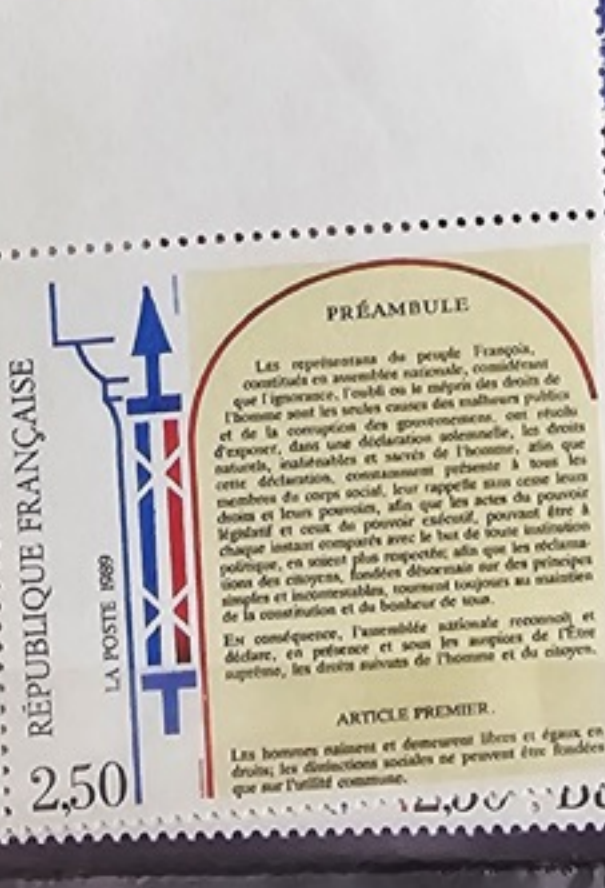 RÉPUBLIQUE FRANÇAISE
LA POSTE 1989
2,50
PRÉAMBULE
Les représentans du peuple François,
constitués en assemblée nationale, considérant
que l'ignorance, l'oubli ou le mépris des droits de
l'homme sont les seules causes des malheurs publics
et de la corruption des gouvernemens, ont résolu
d'exposer, dans une déclaration solemnelle, les droits
naturels, inaliénables et sacrés de l'homme, afin que
cette déclaration, constamment présente à tous les
membres du corps social, leur rappelle sans cesse leurs
droits et leurs pouvoirs, afin que les actes du pouvoir
législatif et ceux du pouvoir exécutif, pouvant être à
chaque instant comparés avec le but de toute institution
politique, en soient plus respectés; afin que les réclama-
tions des citoyens, fondées désormais sur des principes
simples et incontestables, tournent toujours au maintien
de la constitution et du bonheur de tous.
En conséquence, l'assemblée nationale reconnoît et
déclare, en présence et sous les auspices de l'Être
suprême, les droits suivans de l'homme et du citoyen.
ARTICLE PREMIER.
Les hommes naissent et demeurent libres et égaux en
droits; les distinctions sociales ne peuvent être fondées
que sur l'utilité commune.